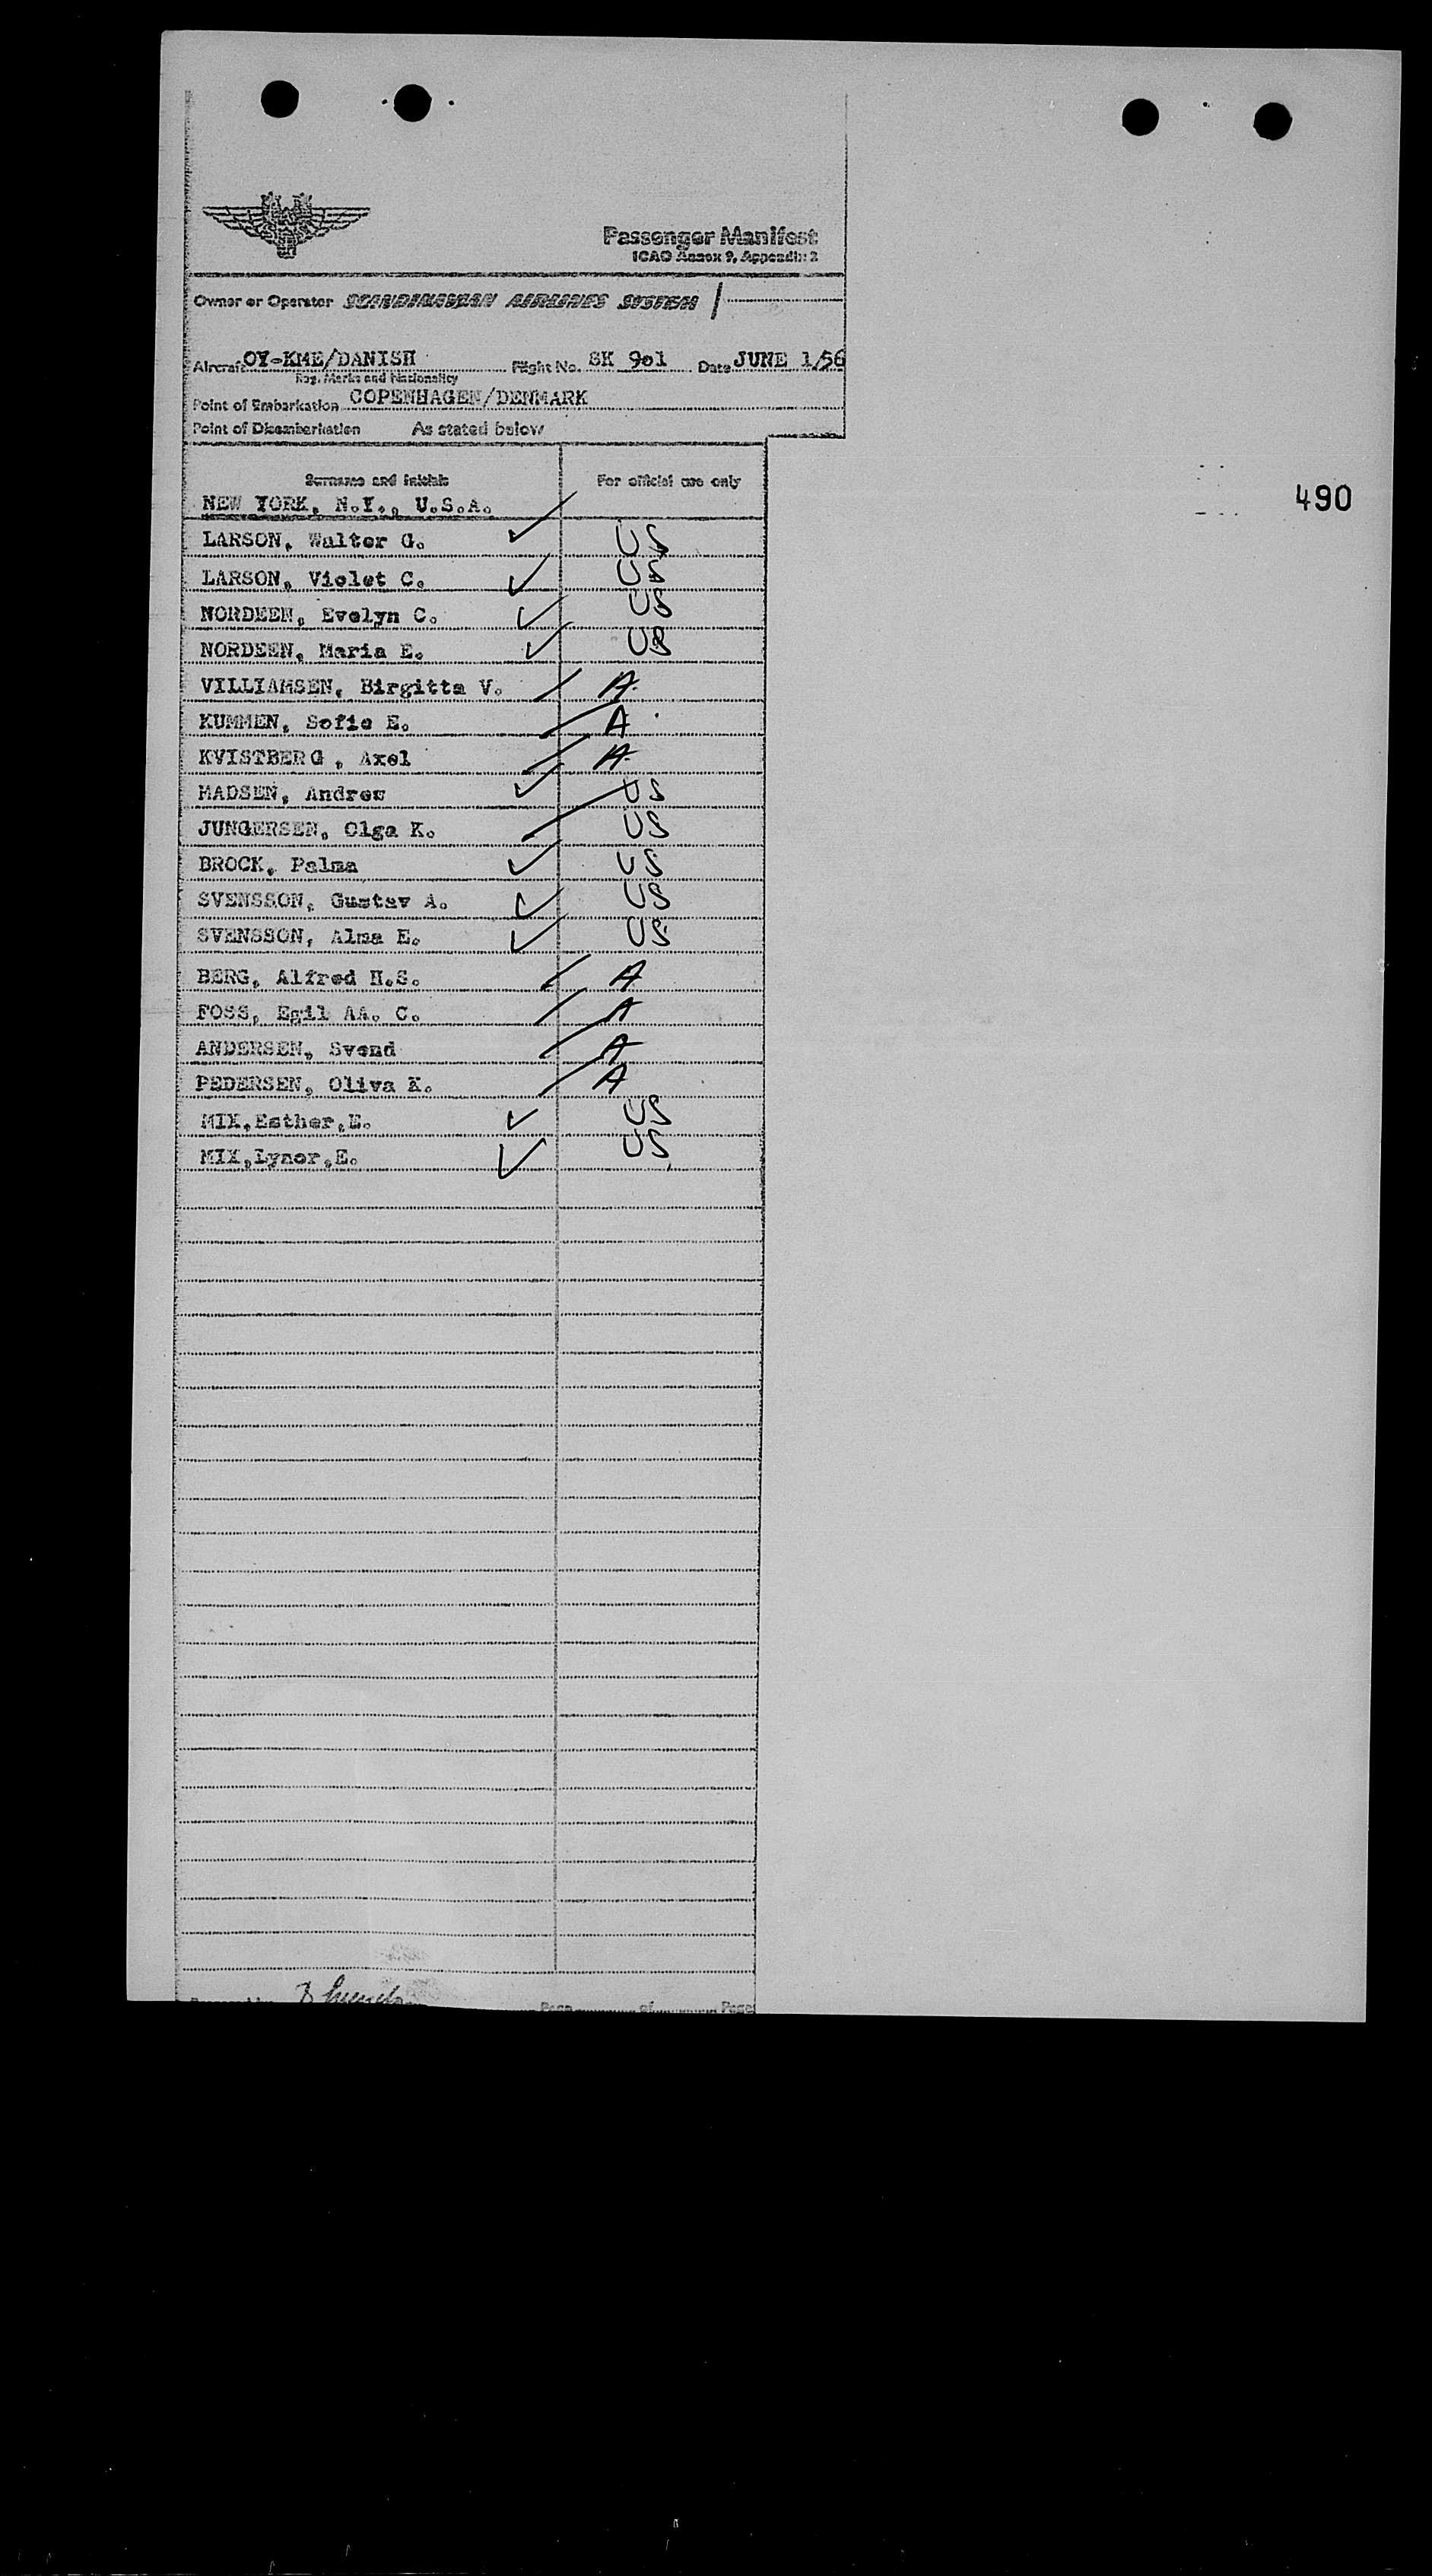 Passenger Manifest
ICAO Annex 9, Appendix 2
Owner or Operator SCANDINAVIAN AIRLINES SYSTEM
Aircraft OY-KME/DANISH Flight No. SK 901 Date JUNE 1/56
Reg. Marks and Nationality
Point of Embarkation COPENHAGEN/DENMARK
Point of Disembarkation As stated below
Surname and Initials For official use only
490
NEW YORK, N.Y., U.S.A.
LARSON, Walter G. US
LARSON, Violet C. US
NORDEEN, Evelyn C. US
NORDEEN, Maria E. US
VILLIAMSEN, Birgitta V. A
KUMMEN, Sofie E. A
KVISTBERG, Axel A
MADSEN, Andrew US
JUNGERSEN, Olga K. US
BROCK, Palma US
SVENSSON, Gustav A. US
SVENSSON, Alma E. US
BERG, Alfred H.S. A
FOSS, Egil AA. C. A
ANDERSEN, Svend A
PEDERSEN, Oliva K. A
MIX,Esther,E. US
MIX,Lynor,E. US
Page of Pages